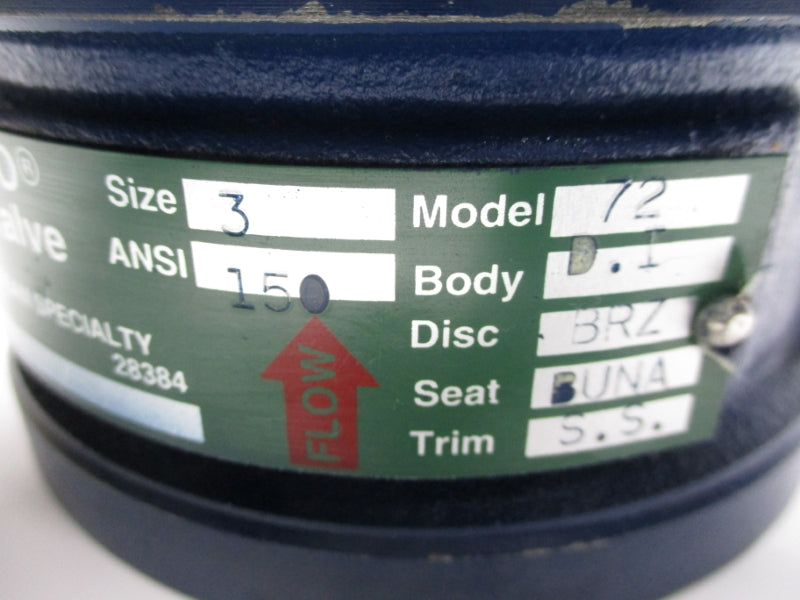 Size 3
ANSI 150
SPECIALTY
28384
FLOW
Model 72
Body D.I
Disc BRZ
Seat BUNA
Trim S.S.